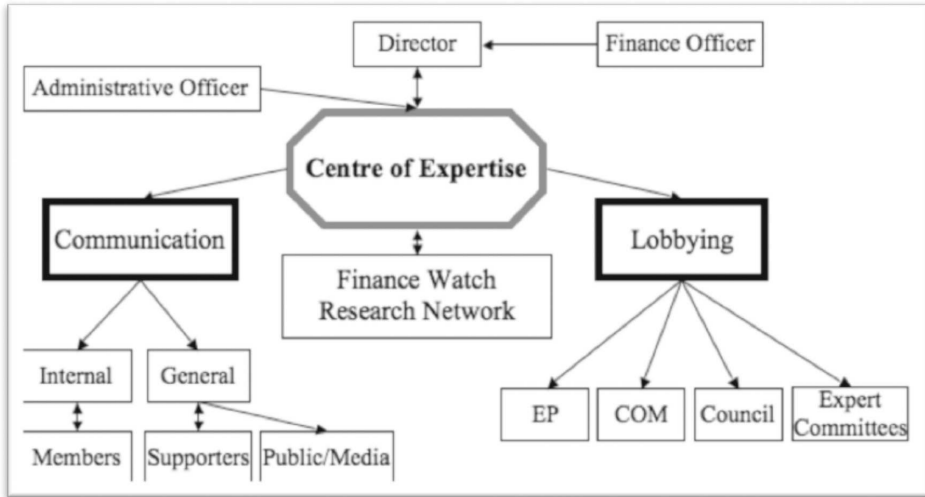 Director
Finance Officer
Administrative Officer
Centre of Expertise
Communication
Lobbying
Finance Watch
Research Network
Internal
General
EP
COM
Council
Expert
Committees
Members
Supporters
Public/Media